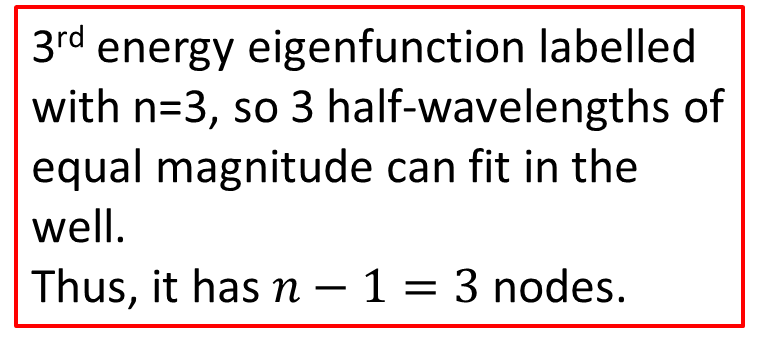 3rd energy eigenfunction labelled
with n=3, so 3 half-wavelengths of
equal magnitude can fit in the
well.
Thus, it has n − 1 = 3 nodes.